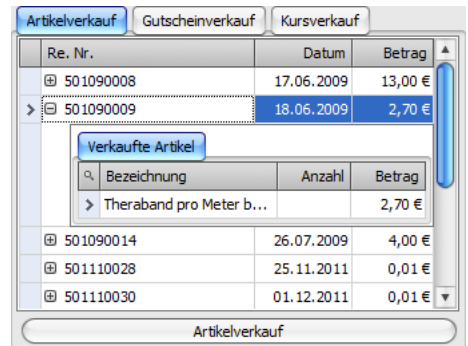 Artikelverkauf Gutscheinverkauf Kursverkauf
Re. Nr. Datum Betrag
501090008 17.06.2009 13,00 €
501090009 18.06.2009 2,70 €
Verkaufte Artikel
Bezeichnung Anzahl Betrag
Theraband pro Meter b... 2,70 €
501090014 26.07.2009 4,00 €
501110028 25.11.2011 0,01 €
501110030 01.12.2011 0,01 €
Artikelverkauf